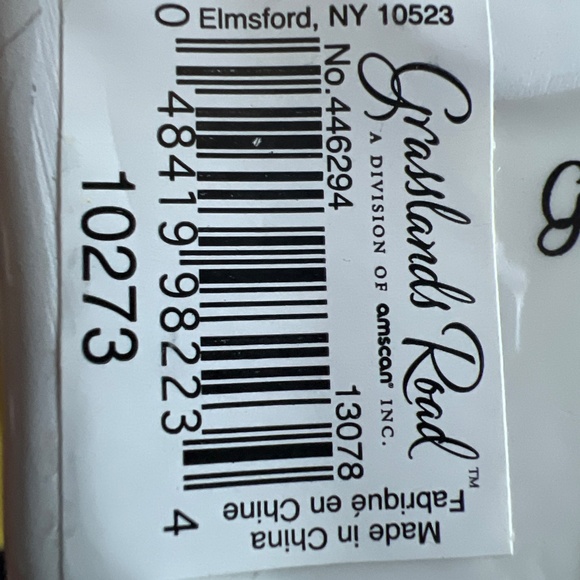 Elmsford, NY 10523
Grasslands Road™
A DIVISION OF amscan® INC.
No.446294
13078
0 48419 98223 4
10273
Made in China
Fabriqué en Chine